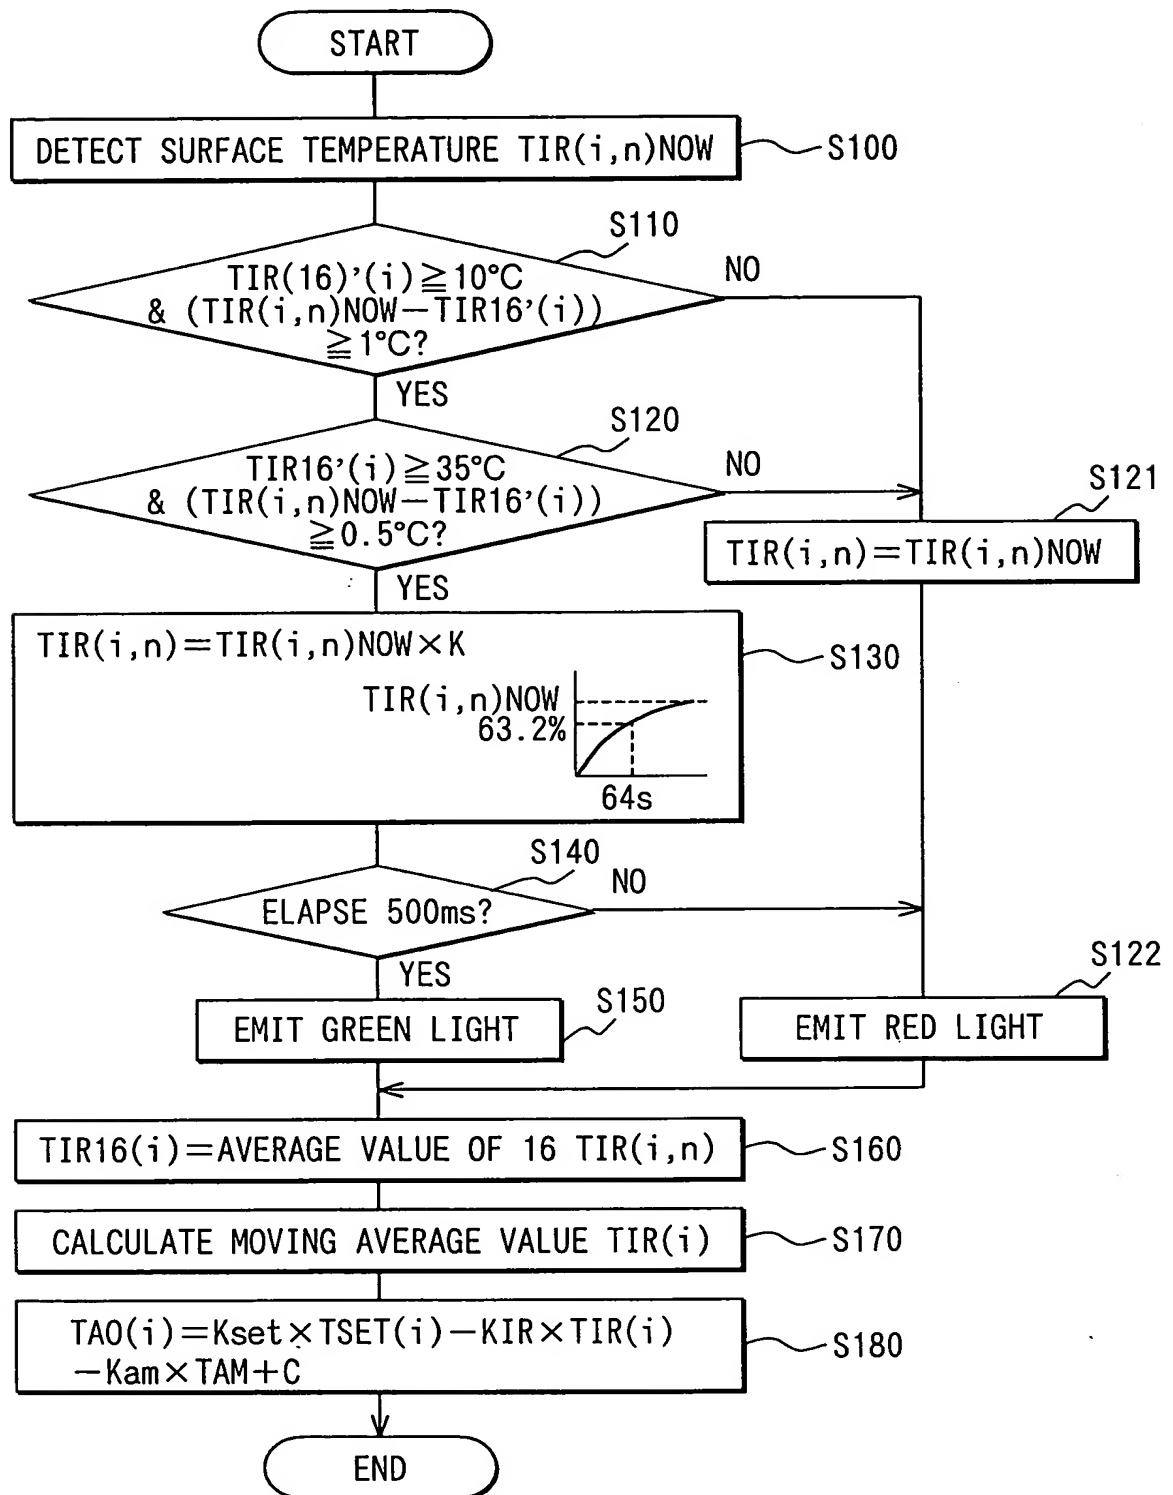 START
DETECT SURFACE TEMPERATURE TIR(i,n)NOW
S100
S110
TIR(16)'(i)≧10°C
& (TIR(i,n)NOW−TIR16'(i))
≧1°C?
NO
YES
S120
TIR16'(i)≧35°C
& (TIR(i,n)NOW−TIR16'(i))
≧0.5°C?
NO
S121
TIR(i,n)=TIR(i,n)NOW
YES
TIR(i,n)=TIR(i,n)NOW×K
S130
TIR(i,n)NOW
63.2%
64s
S140
ELAPSE 500ms?
NO
YES
S122
S150
EMIT GREEN LIGHT
EMIT RED LIGHT
TIR16(i)=AVERAGE VALUE OF 16 TIR(i,n)
S160
CALCULATE MOVING AVERAGE VALUE TIR(i)
S170
TAO(i)=Kset×TSET(i)−KIR×TIR(i)
−Kam×TAM+C
S180
END